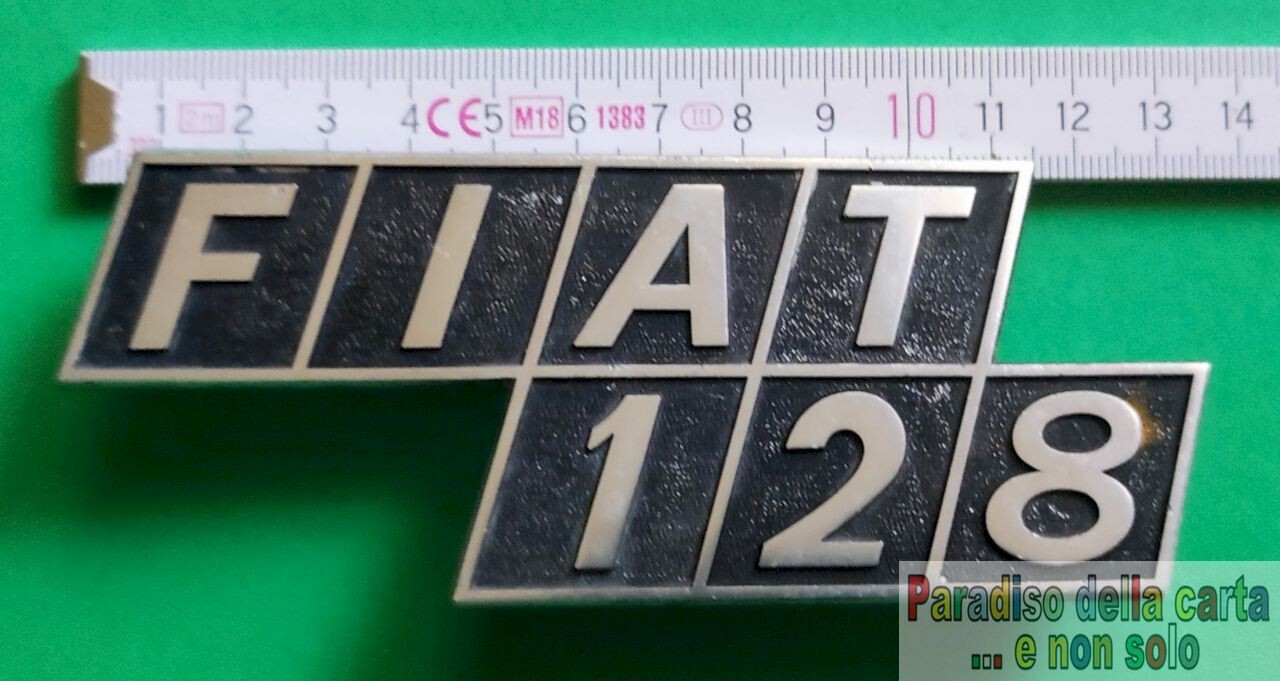 1 2m 2 3 4 CE 5 M18 6 1383 7 III 8 9 10 11 12 13 14
FIAT
128
Paradiso della carta
... e non solo